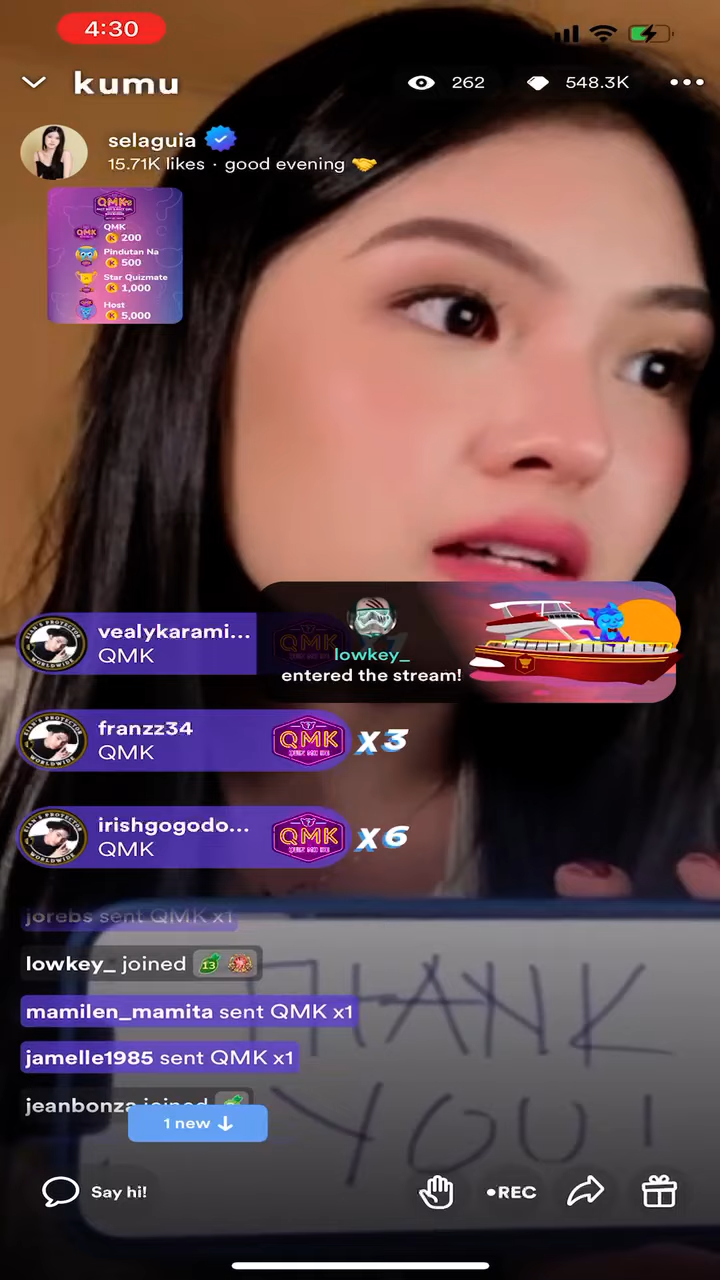 4:30
kumu
262
548.3K
selaguia
15.71K likes · good evening 🤝
QMKs
QMK
200
Pindutan Na
500
Star Quizmate
1,000
Host
5,000
vealykarami...
QMK
lowkey_
entered the stream!
franzz34
QMK
QMK
x3
irishgogodo...
QMK
QMK
x6
jorebs sent QMK x1
lowkey_ joined 13
mamilen_mamita sent QMK x1
jamelle1985 sent QMK x1
jeanbonza joined
1 new ↓
THANK
YOU!
Say hi!
•REC